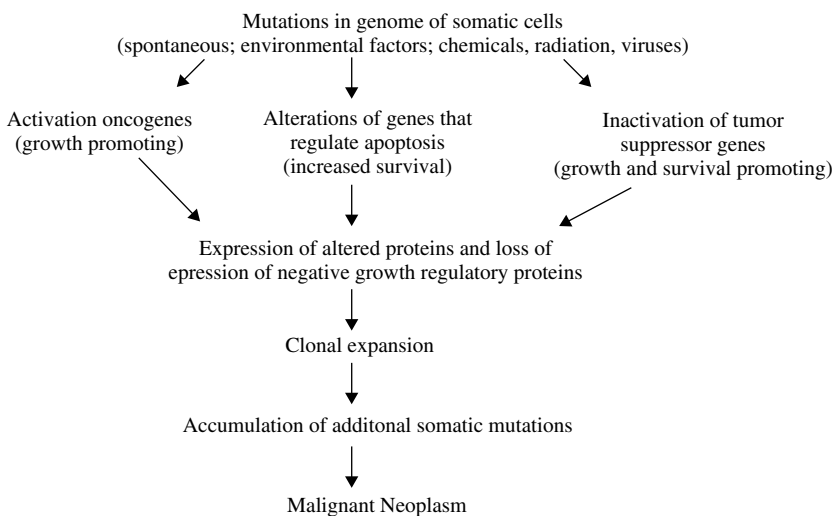 Mutations in genome of somatic cells
(spontaneous; environmental factors; chemicals, radiation, viruses)
Activation oncogenes
(growth promoting)
Alterations of genes that
regulate apoptosis
(increased survival)
Inactivation of tumor
suppressor genes
(growth and survival promoting)
Expression of altered proteins and loss of
epression of negative growth regulatory proteins
Clonal expansion
Accumulation of additonal somatic mutations
Malignant Neoplasm